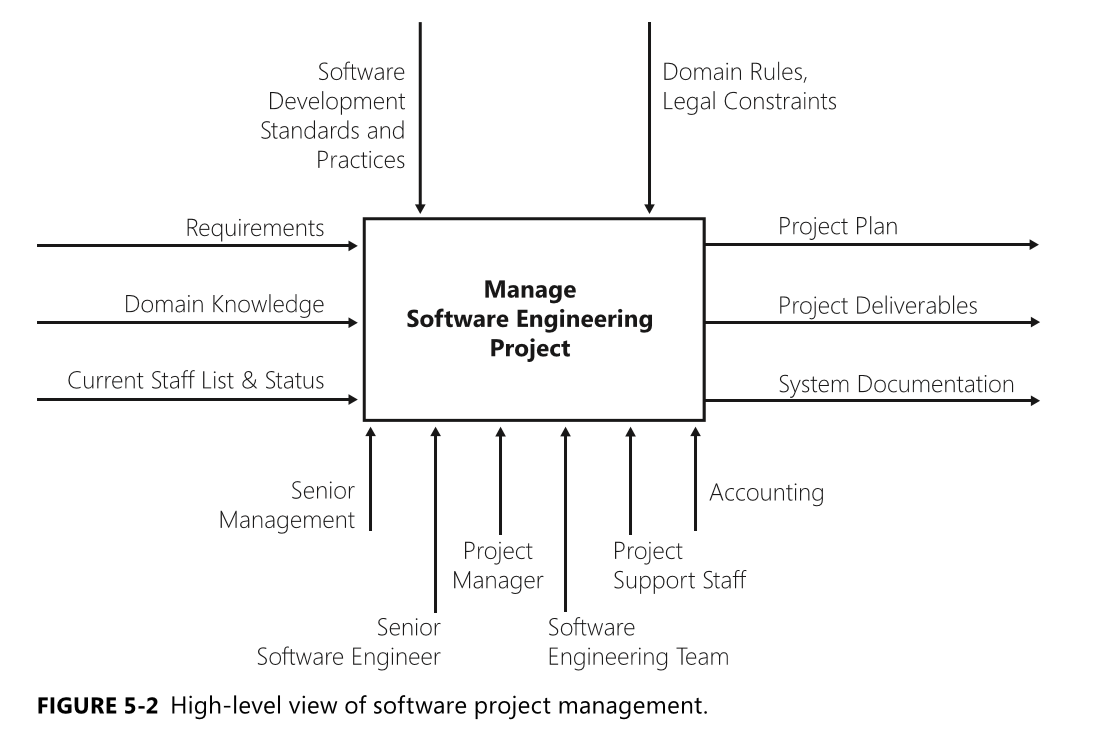 Software
Development
Standards and
Practices
Domain Rules,
Legal Constraints
Requirements
Domain Knowledge
Current Staff List & Status
Manage
Software Engineering
Project
Project Plan
Project Deliverables
System Documentation
Senior
Management
Senior
Software Engineer
Project
Manager
Software
Engineering Team
Project
Support Staff
Accounting
FIGURE 5-2 High-level view of software project management.